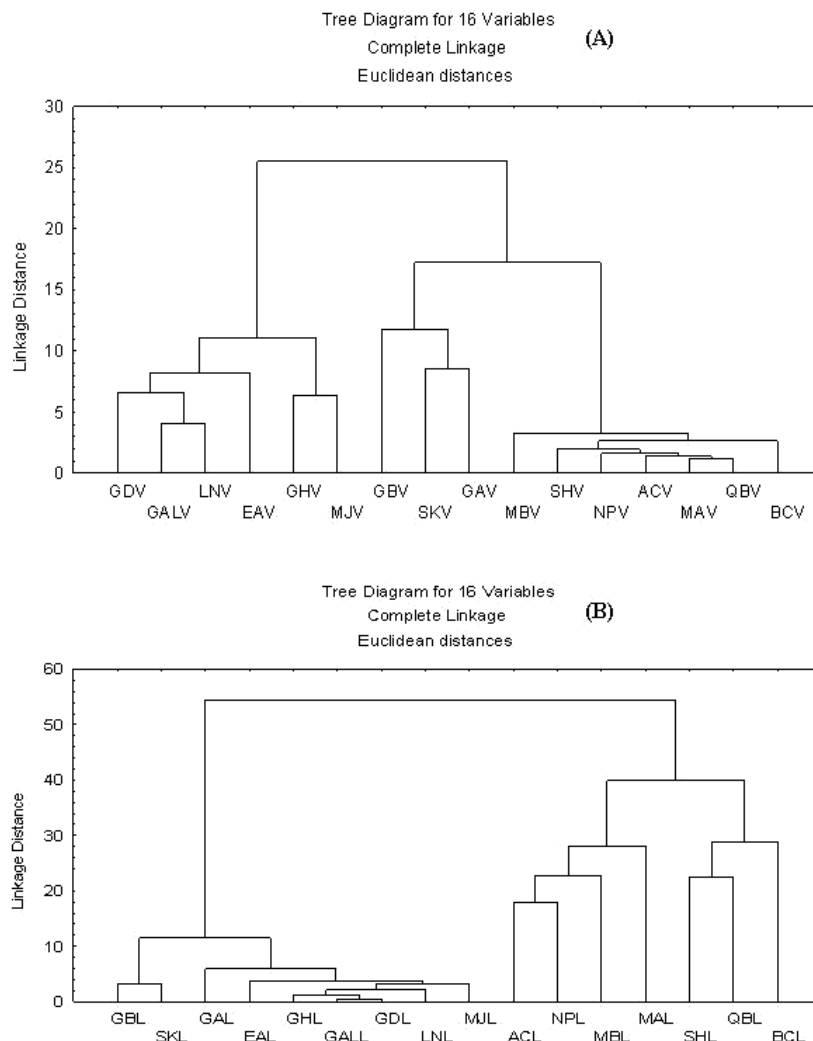 Tree Diagram for 16 Variables
(A)
Complete Linkage
Euclidean distances
30
25
20
15
10
5
0
Linkage Distance
GDV LNV GHV GBV GAV SHV ACV QBV
GALV EAV MJV SKV MBV NPV MAV BCV
Tree Diagram for 16 Variables
(B)
Complete Linkage
Euclidean distances
60
50
40
30
20
10
0
Linkage Distance
GBL GAL GHL GDL MJL NPL MAL QBL
SKL EAL GALL LNL ACL MBL SHL BCL